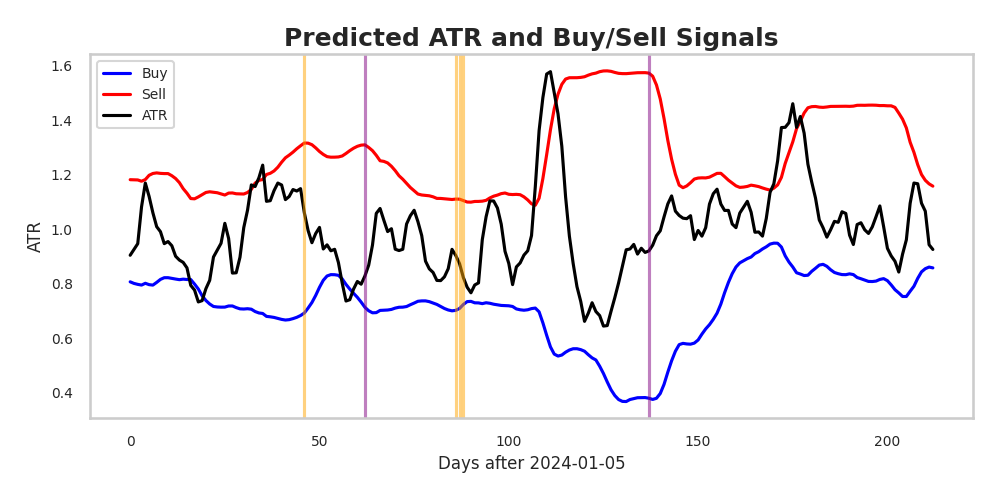 Predicted ATR and Buy/Sell Signals
Buy
Sell
ATR
ATR
1.6
1.4
1.2
1.0
0.8
0.6
0.4
0 50 100 150 200
Days after 2024-01-05